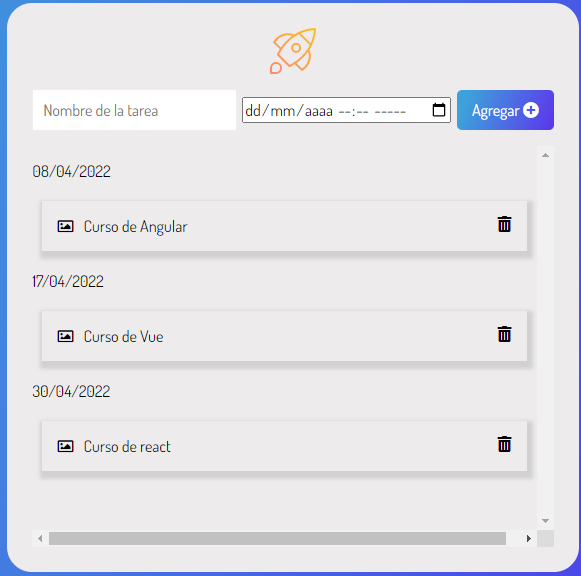 Nombre de la tarea dd/mm/aaaa --:-- ----- Agregar
08/04/2022
Curso de Angular
17/04/2022
Curso de Vue
30/04/2022
Curso de react